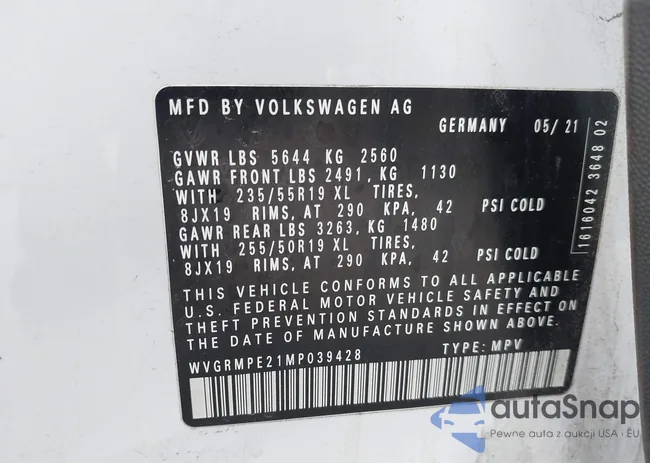 MFD BY VOLKSWAGEN AG
GERMANY 05/ 21
GVWR LBS 5644 KG 2560
GAWR FRONT LBS 2491, KG 1130
WITH 235/55R19 XL TIRES,
8JX19 RIMS, AT 290 KPA, 42 PSI COLD
GAWR REAR LBS 3263, KG 1480
WITH 255/50R19 XL TIRES,
8JX19 RIMS, AT 290 KPA, 42 PSI COLD
THIS VEHICLE CONFORMS TO ALL APPLICABLE
U.S. FEDERAL MOTOR VEHICLE SAFETY AND
THEFT PREVENTION STANDARDS IN EFFECT ON
THE DATE OF MANUFACTURE SHOWN ABOVE.
WVGRMPE21MP039428 TYPE: MPV
1616042 3648 02
autaSnap
Pewne auta z aukcji USA i EU